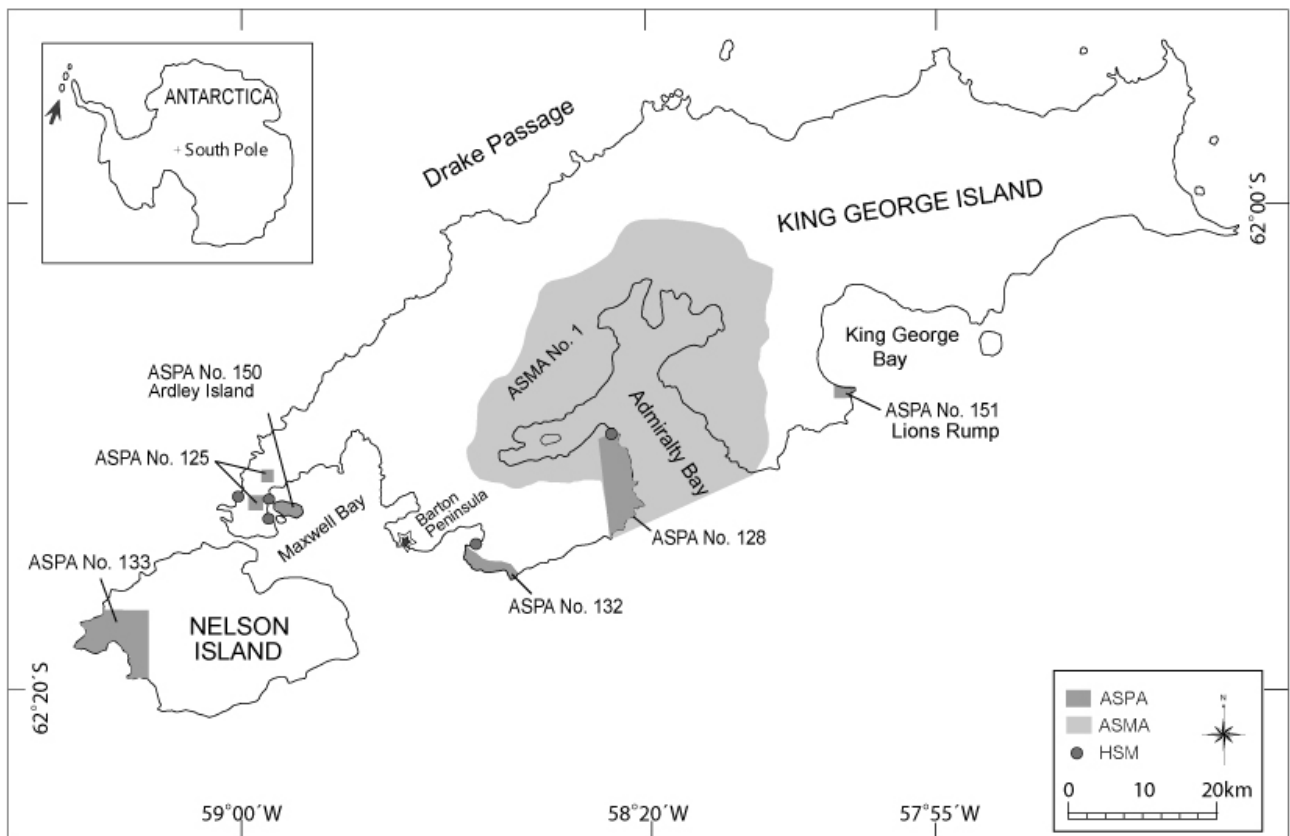 ANTARCTICA
South Pole
Drake Passage
KING GEORGE ISLAND
62°00´S
ASMA No. 1
King George
Bay
ASPA No. 150
Ardley Island
Admiralty Bay
ASPA No. 151
Lions Rump
ASPA No. 125
Maxwell Bay
Barton
Peninsula
ASPA No. 128
ASPA No. 133
ASPA No. 132
NELSON
ISLAND
62°20´S
ASPA
ASMA
HSM
N
0 10 20km
59°00´W 58°20´W 57°55´W